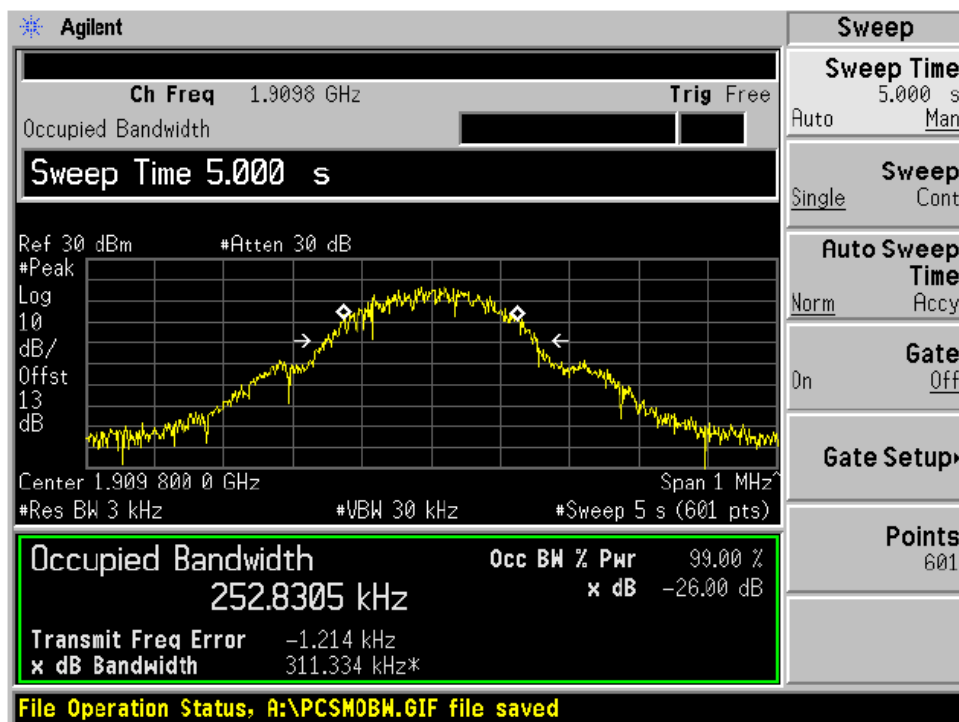 Agilent
Sweep
Ch Freq 1.9098 GHz Trig Free
Occupied Bandwidth
Sweep Time 5.000 s
Ref 30 dBm #Atten 30 dB
#Peak
Log
10
dB/
Offst
13
dB
Center 1.909 800 0 GHz Span 1 MHz^
#Res BW 3 kHz #VBW 30 kHz #Sweep 5 s (601 pts)
Occupied Bandwidth Occ BW % Pwr 99.00 %
252.8305 kHz x dB -26.00 dB
Transmit Freq Error -1.214 kHz
x dB Bandwidth 311.334 kHz*
File Operation Status, A:\PCSMOBW.GIF file saved
Sweep Time
5.000 s
Auto Man
Sweep
Single Cont
Auto Sweep
Time
Norm Accy
Gate
On Off
Gate Setup
Points
601